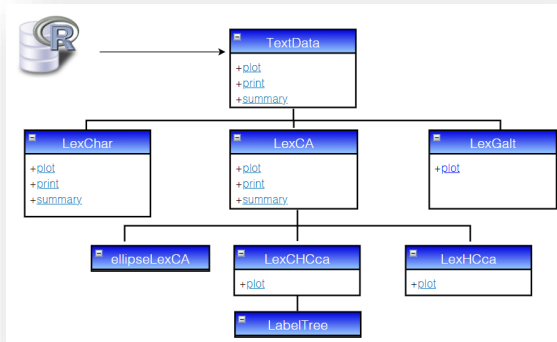 R
TextData
+plot
+print
+summary
LexChar
+plot
+print
+summary
LexCA
+plot
+print
+summary
LexGalt
+plot
ellipseLexCA
LexCHCca
+plot
LexHCca
+plot
LabelTree